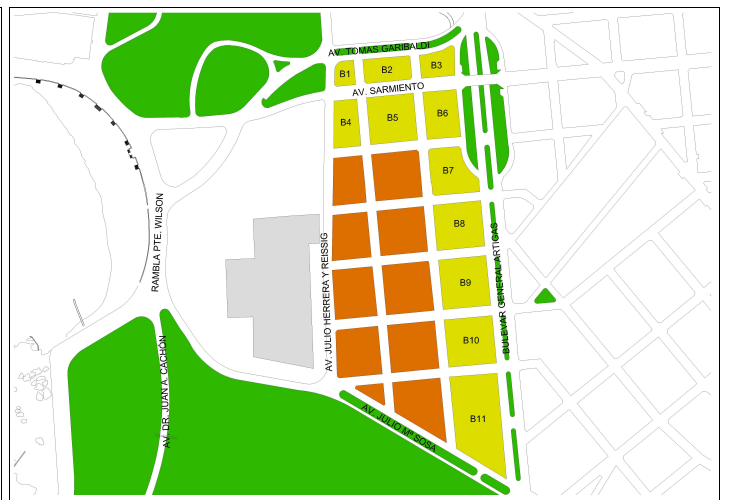 AV. TOMAS GARIBALDI
B1
B2
B3
AV. SARMIENTO
B4
B5
B6
B7
RAMBLA PTE. WILSON
B8
AV. JULIO HERRERA Y REISSIG
BULEVAR GENERAL ARTIGAS
B9
B10
AV. DR. JUAN A. CACHÓN
AV. JULIO Mª SOSA
B11